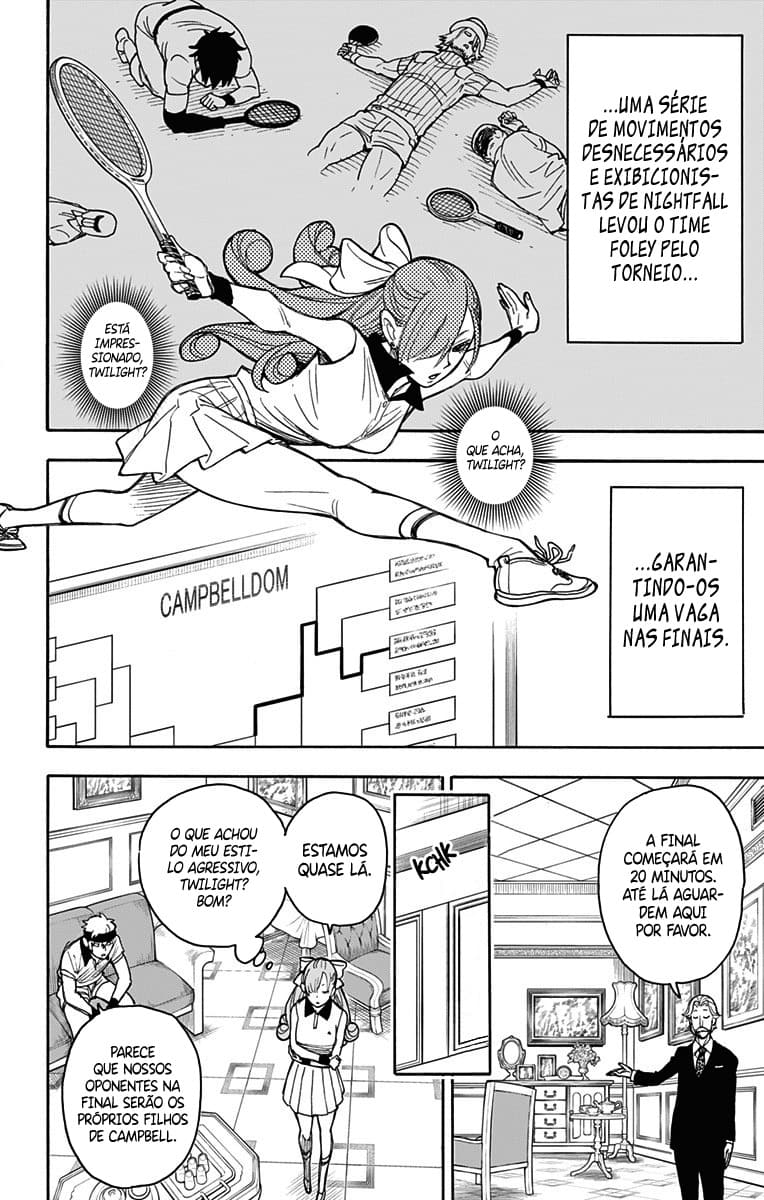 ...UMA SÉRIE
DE MOVIMENTOS
DESNECESSÁRIOS
E EXIBICIONIS-
TAS DE NIGHTFALL
LEVOU O TIME
FOLEY PELO
TORNEIO...
ESTÁ
IMPRES-
SIONADO,
TWILIGHT?
O
QUE ACHA,
TWILIGHT?
...GARAN-
TINDO-OS
UMA VAGA
NAS FINAIS.
CAMPBELLDOM
A FINAL
COMEÇARÁ EM
20 MINUTOS.
ATÉ LÁ AGUAR-
DEM AQUI
POR FAVOR.
KCHK
ESTAMOS
QUASE LÁ.
O QUE ACHOU
DO MEU ESTI-
LO AGRESSIVO,
TWILIGHT?
BOM?
PARECE
QUE NOSSOS
OPONENTES NA
FINAL SERÃO OS
PRÓPRIOS FILHOS
DE CAMPBELL.